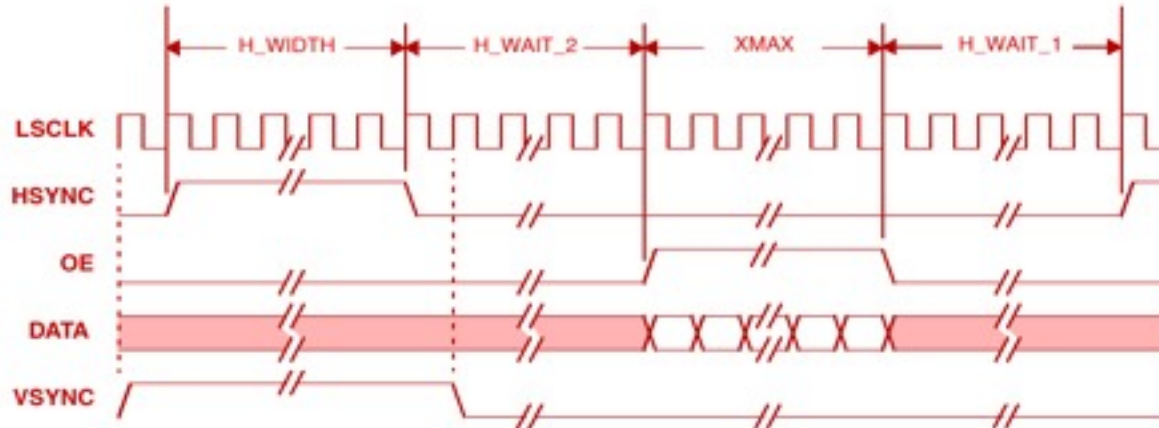 H_WIDTH H_WAIT_2 XMAX H_WAIT_1
LSCLK
HSYNC
OE
DATA
VSYNC